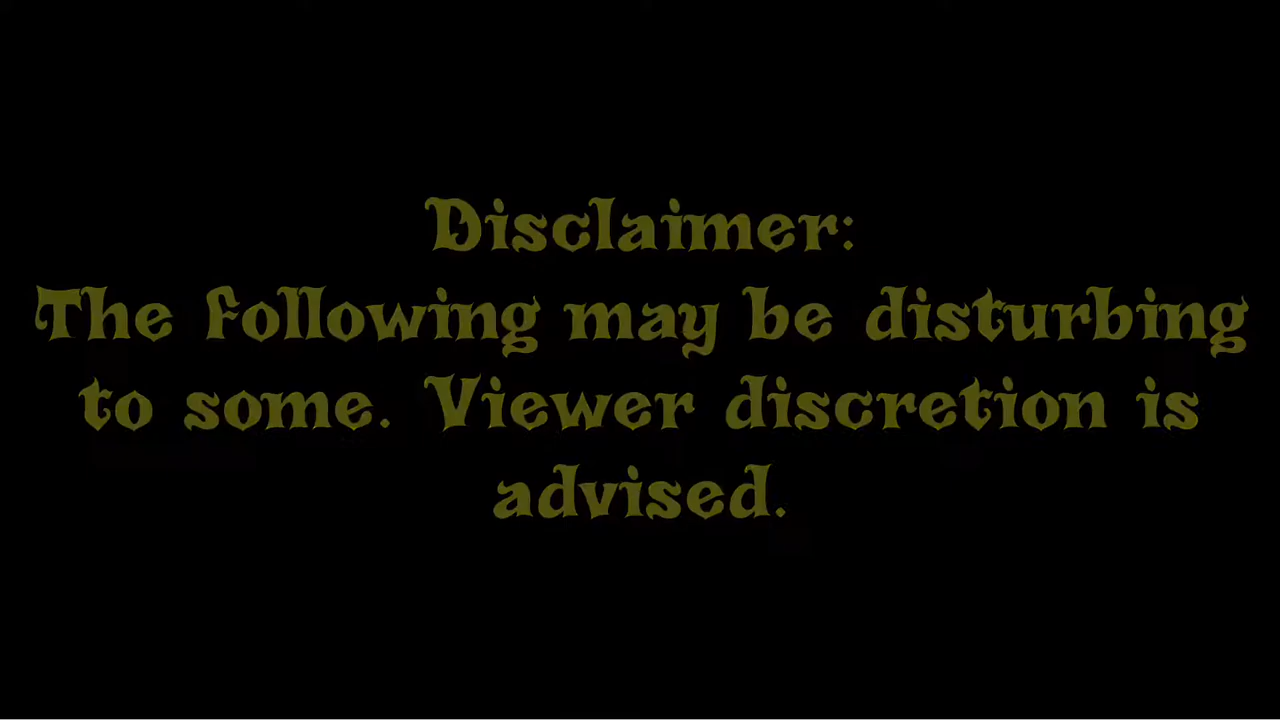 Disclaimer:
The following may be disturbing
to some. Viewer discretion is
advised.